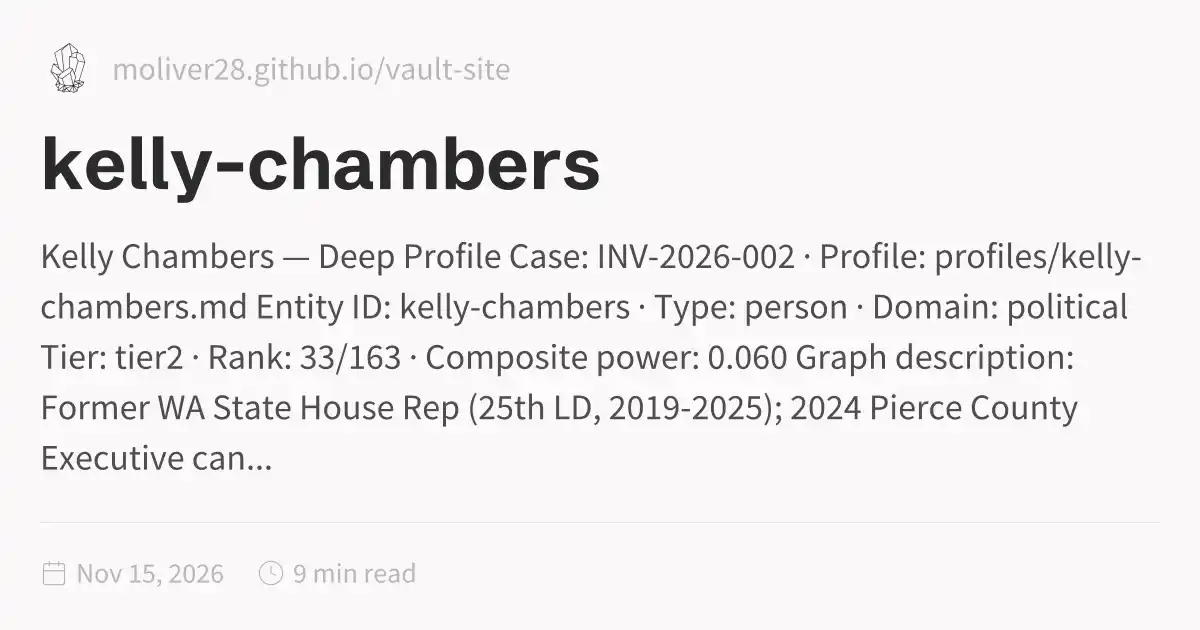 moliver28.github.io/vault-site
kelly-chambers
Kelly Chambers — Deep Profile Case: INV-2026-002 · Profile: profiles/kelly-
chambers.md Entity ID: kelly-chambers · Type: person · Domain: political
Tier: tier2 · Rank: 33/163 · Composite power: 0.060 Graph description:
Former WA State House Rep (25th LD, 2019-2025); 2024 Pierce County
Executive can...
Nov 15, 2026 9 min read